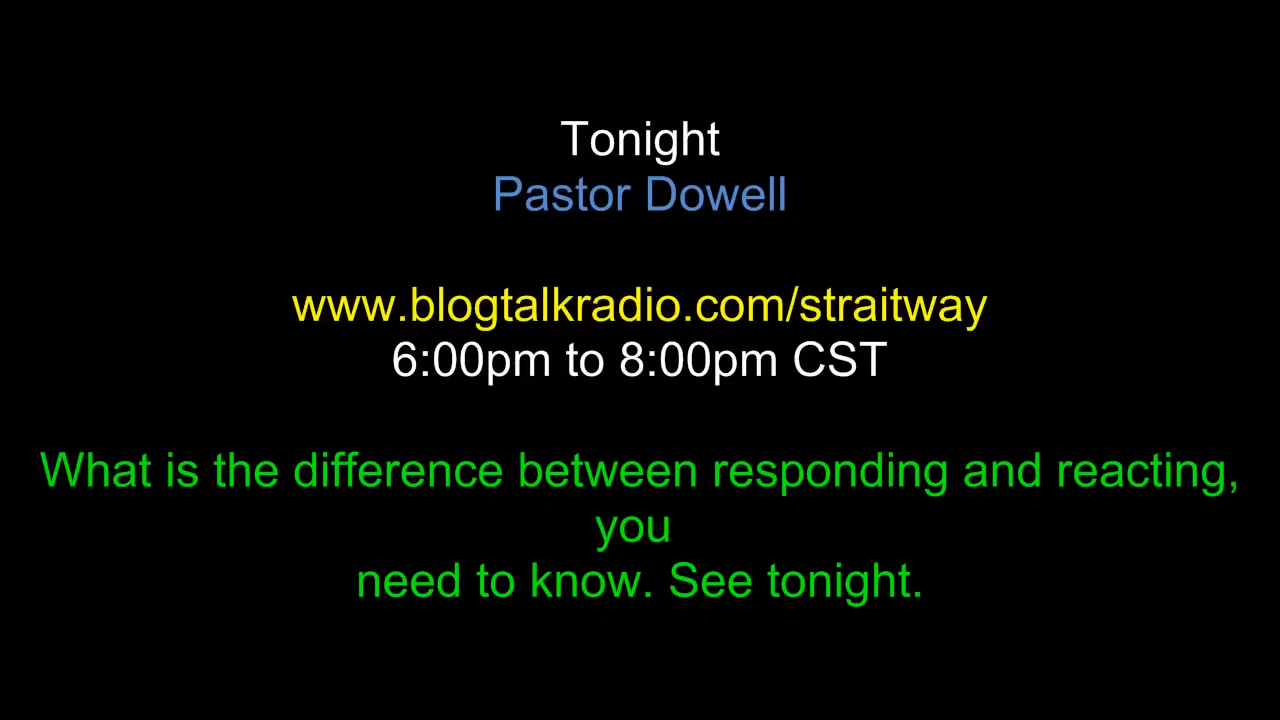 Tonight
Pastor Dowell
www.blogtalkradio.com/straitway
6:00pm to 8:00pm CST
What is the difference between responding and reacting,
you
need to know. See tonight.